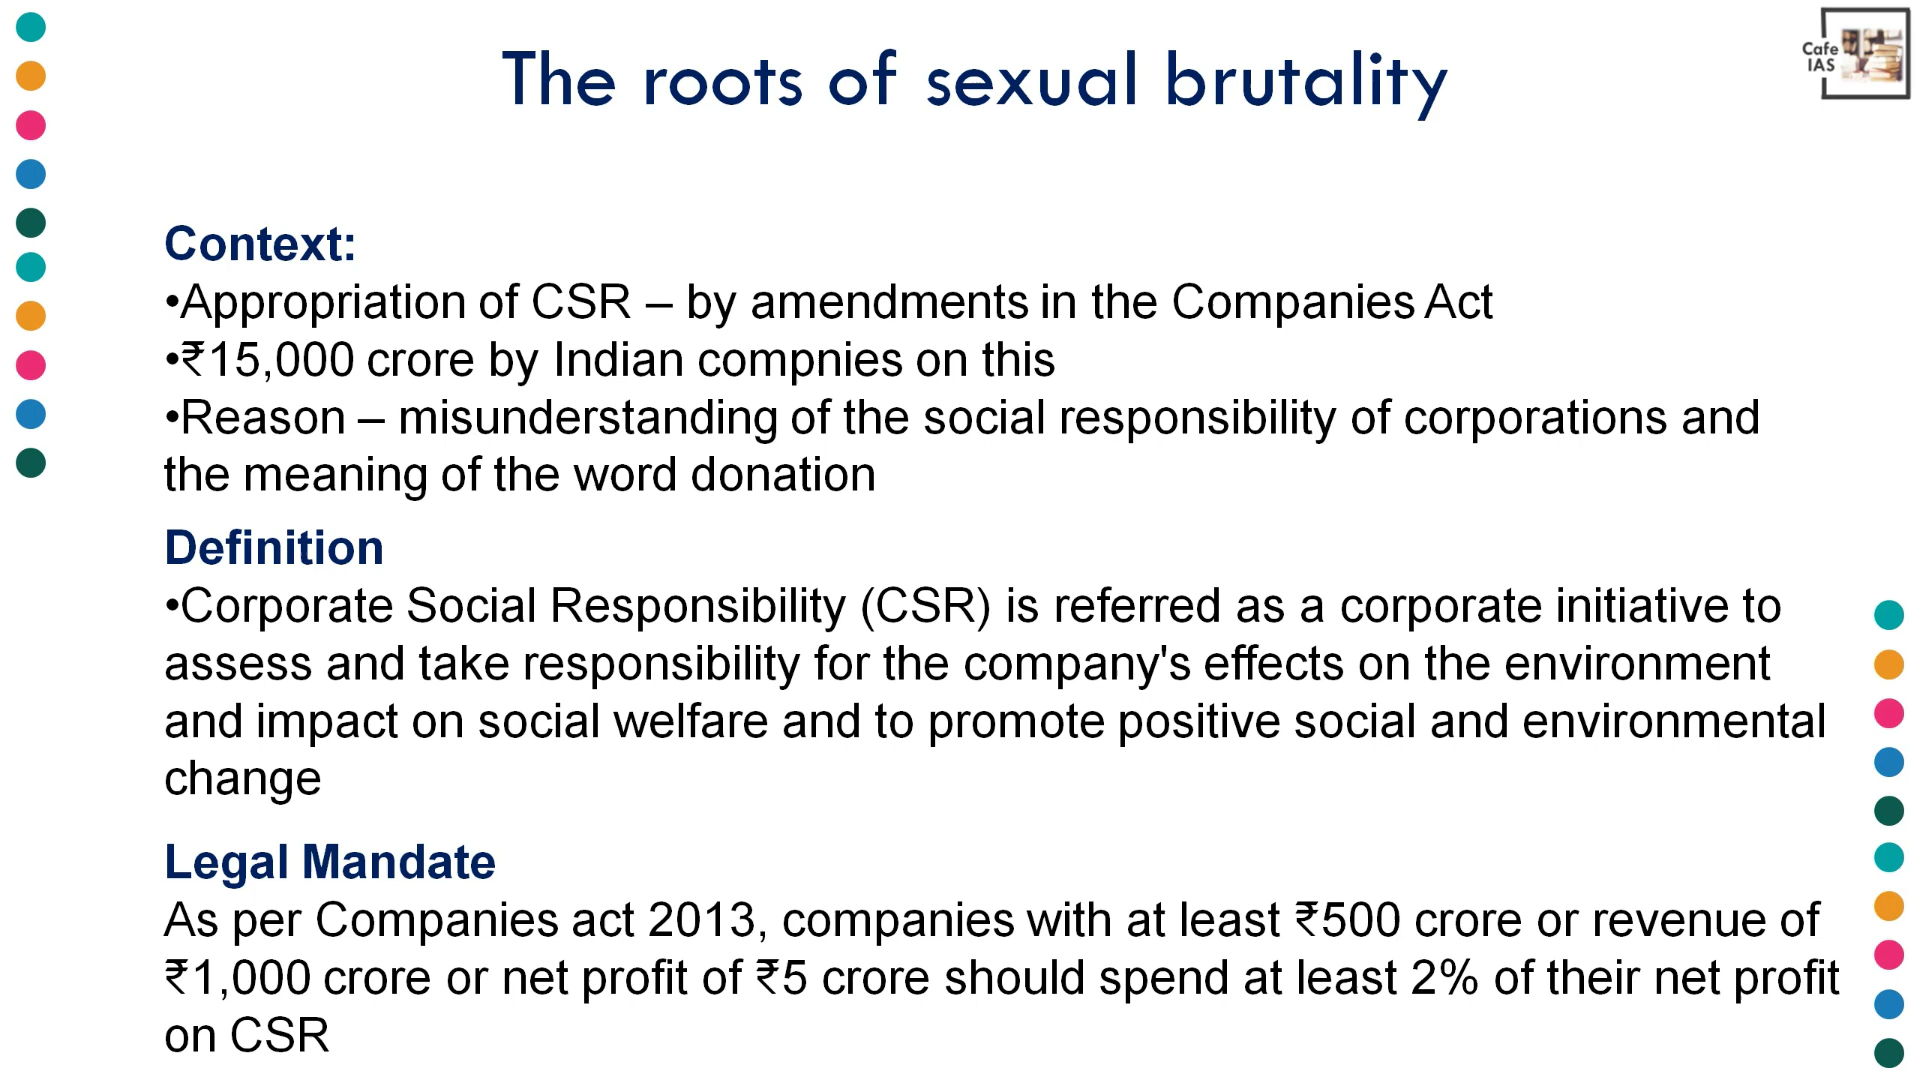 The roots of sexual brutality
Cafe
IAS
Context:
•Appropriation of CSR – by amendments in the Companies Act
•₹15,000 crore by Indian compnies on this
•Reason – misunderstanding of the social responsibility of corporations and
the meaning of the word donation
Definition
•Corporate Social Responsibility (CSR) is referred as a corporate initiative to
assess and take responsibility for the company's effects on the environment
and impact on social welfare and to promote positive social and environmental
change
Legal Mandate
As per Companies act 2013, companies with at least ₹500 crore or revenue of
₹1,000 crore or net profit of ₹5 crore should spend at least 2% of their net profit
on CSR